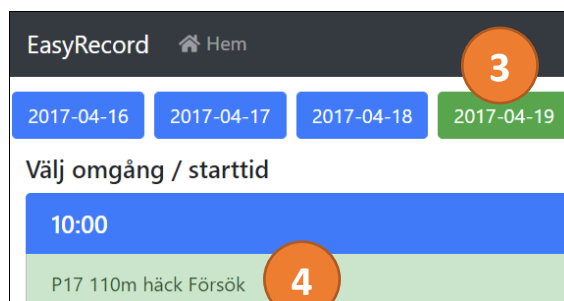 EasyRecord Hem
3
2017-04-16 2017-04-17 2017-04-18 2017-04-19
Välj omgång / starttid
10:00
P17 110m häck Försök 4